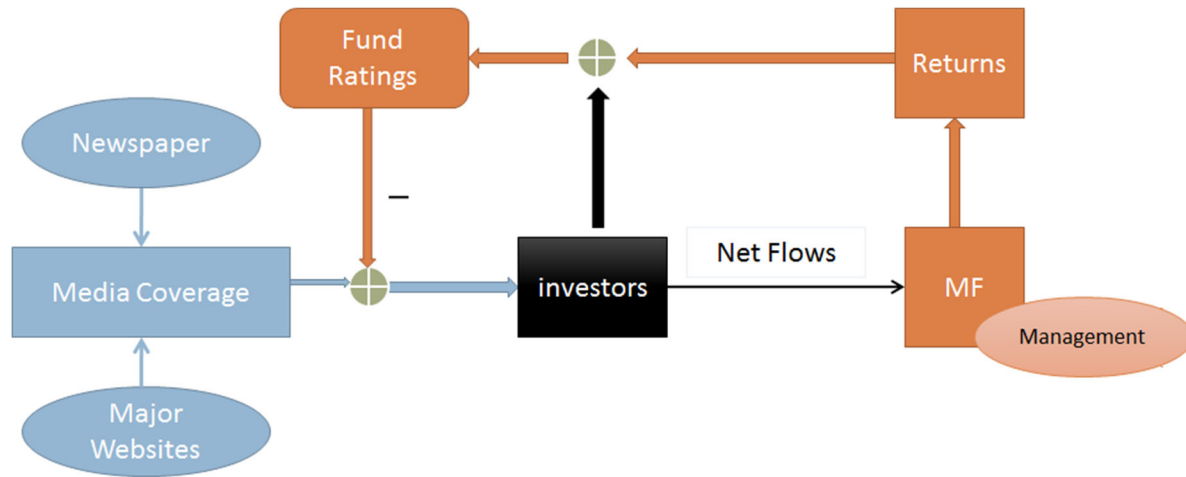 Fund
Ratings
Returns
Newspaper
–
Net Flows
Media Coverage
investors
MF
Management
Major
Websites